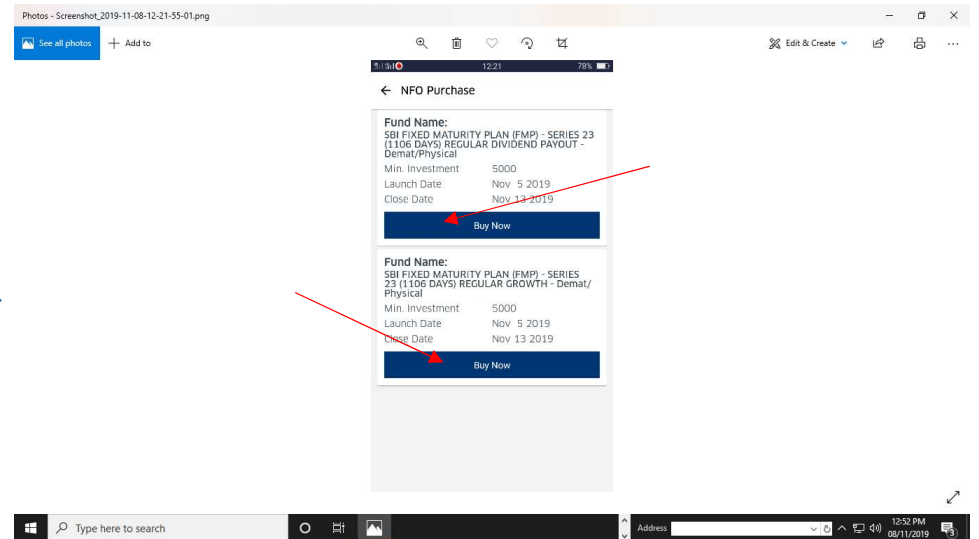 Photos - Screenshot_2019-11-08-12-21-55-01.png
See all photos
Add to
Edit & Create
12:21
78%
NFO Purchase
Fund Name:
SBI FIXED MATURITY PLAN (FMP) - SERIES 23
(1106 DAYS) REGULAR DIVIDEND PAYOUT -
Demat/Physical
Min. Investment 5000
Launch Date Nov 5 2019
Close Date Nov 13 2019
Buy Now
Fund Name:
SBI FIXED MATURITY PLAN (FMP) - SERIES
23 (1106 DAYS) REGULAR GROWTH - Demat/
Physical
Min. Investment 5000
Launch Date Nov 5 2019
Close Date Nov 13 2019
Buy Now
Type here to search
Address
12:52 PM
08/11/2019
3